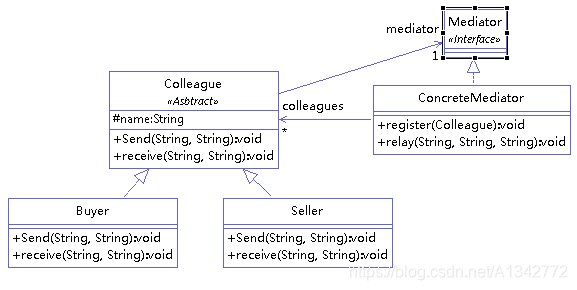 Mediator
«Interface»
mediator
1
Colleague
«Asbtract»
#name:String
+Send(String, String):void
+receive(String, String):void
colleagues
*
ConcreteMediator
+register(Colleague):void
+relay(String, String, String):void
Buyer
+Send(String, String):void
+receive(String, String):void
Seller
+Send(String, String):void
+receive(String, String):void
https://blog.csdn.net/A1342772